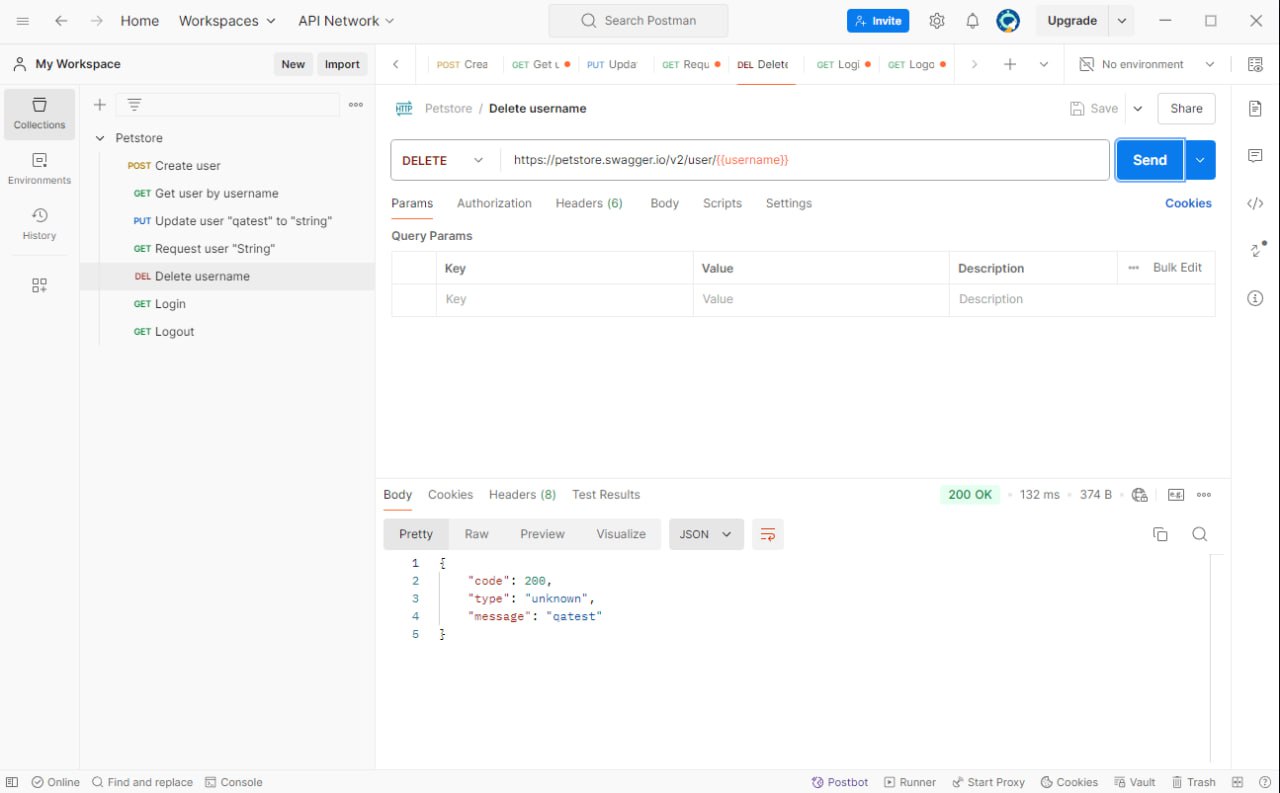 Home Workspaces API Network Search Postman Invite Upgrade
My Workspace New Import POST Crea GET Get u PUT Updat GET Requ DEL Delete GET Logi GET Logo No environment
Collections
Environments
History
Petstore
POST Create user
GET Get user by username
PUT Update user "qatest" to "string"
GET Request user "String"
DEL Delete username
GET Login
GET Logout
HTTP Petstore / Delete username Save Share
DELETE https://petstore.swagger.io/v2/user/{{username}} Send
Params Authorization Headers (6) Body Scripts Settings Cookies
Query Params
Key Value Description Bulk Edit
Key Value Description
Body Cookies Headers (8) Test Results 200 OK 132 ms 374 B e.g.
Pretty Raw Preview Visualize JSON
1 {
2 "code": 200,
3 "type": "unknown",
4 "message": "qatest"
5 }
Online Find and replace Console Postbot Runner Start Proxy Cookies Vault Trash